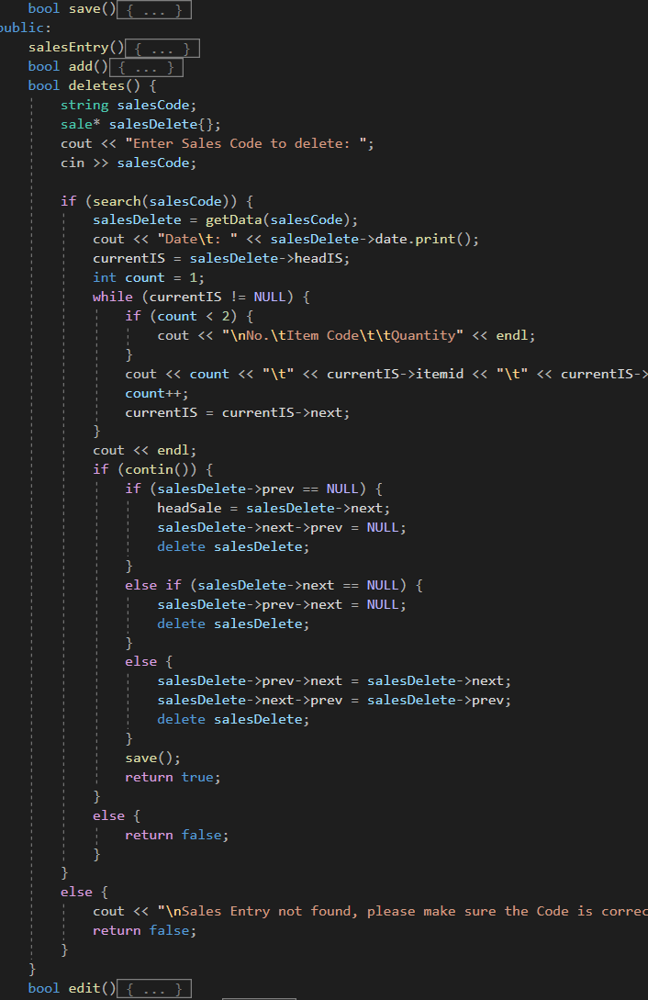 bool save() { ... }
public:
salesEntry() { ... }
bool add() { ... }
bool deletes() {
string salesCode;
sale* salesDelete{};
cout << "Enter Sales Code to delete: ";
cin >> salesCode;
if (search(salesCode)) {
salesDelete = getData(salesCode);
cout << "Date\t: " << salesDelete->date.print();
currentIS = salesDelete->headIS;
int count = 1;
while (currentIS != NULL) {
if (count < 2) {
cout << "\nNo.\tItem Code\t\tQuantity" << endl;
}
cout << count << "\t" << currentIS->itemid << "\t" << currentIS->
count++;
currentIS = currentIS->next;
}
cout << endl;
if (contin()) {
if (salesDelete->prev == NULL) {
headSale = salesDelete->next;
salesDelete->next->prev = NULL;
delete salesDelete;
}
else if (salesDelete->next == NULL) {
salesDelete->prev->next = NULL;
delete salesDelete;
}
else {
salesDelete->prev->next = salesDelete->next;
salesDelete->next->prev = salesDelete->prev;
delete salesDelete;
}
save();
return true;
}
else {
return false;
}
}
else {
cout << "\nSales Entry not found, please make sure the Code is correc
return false;
}
}
bool edit() { ... }